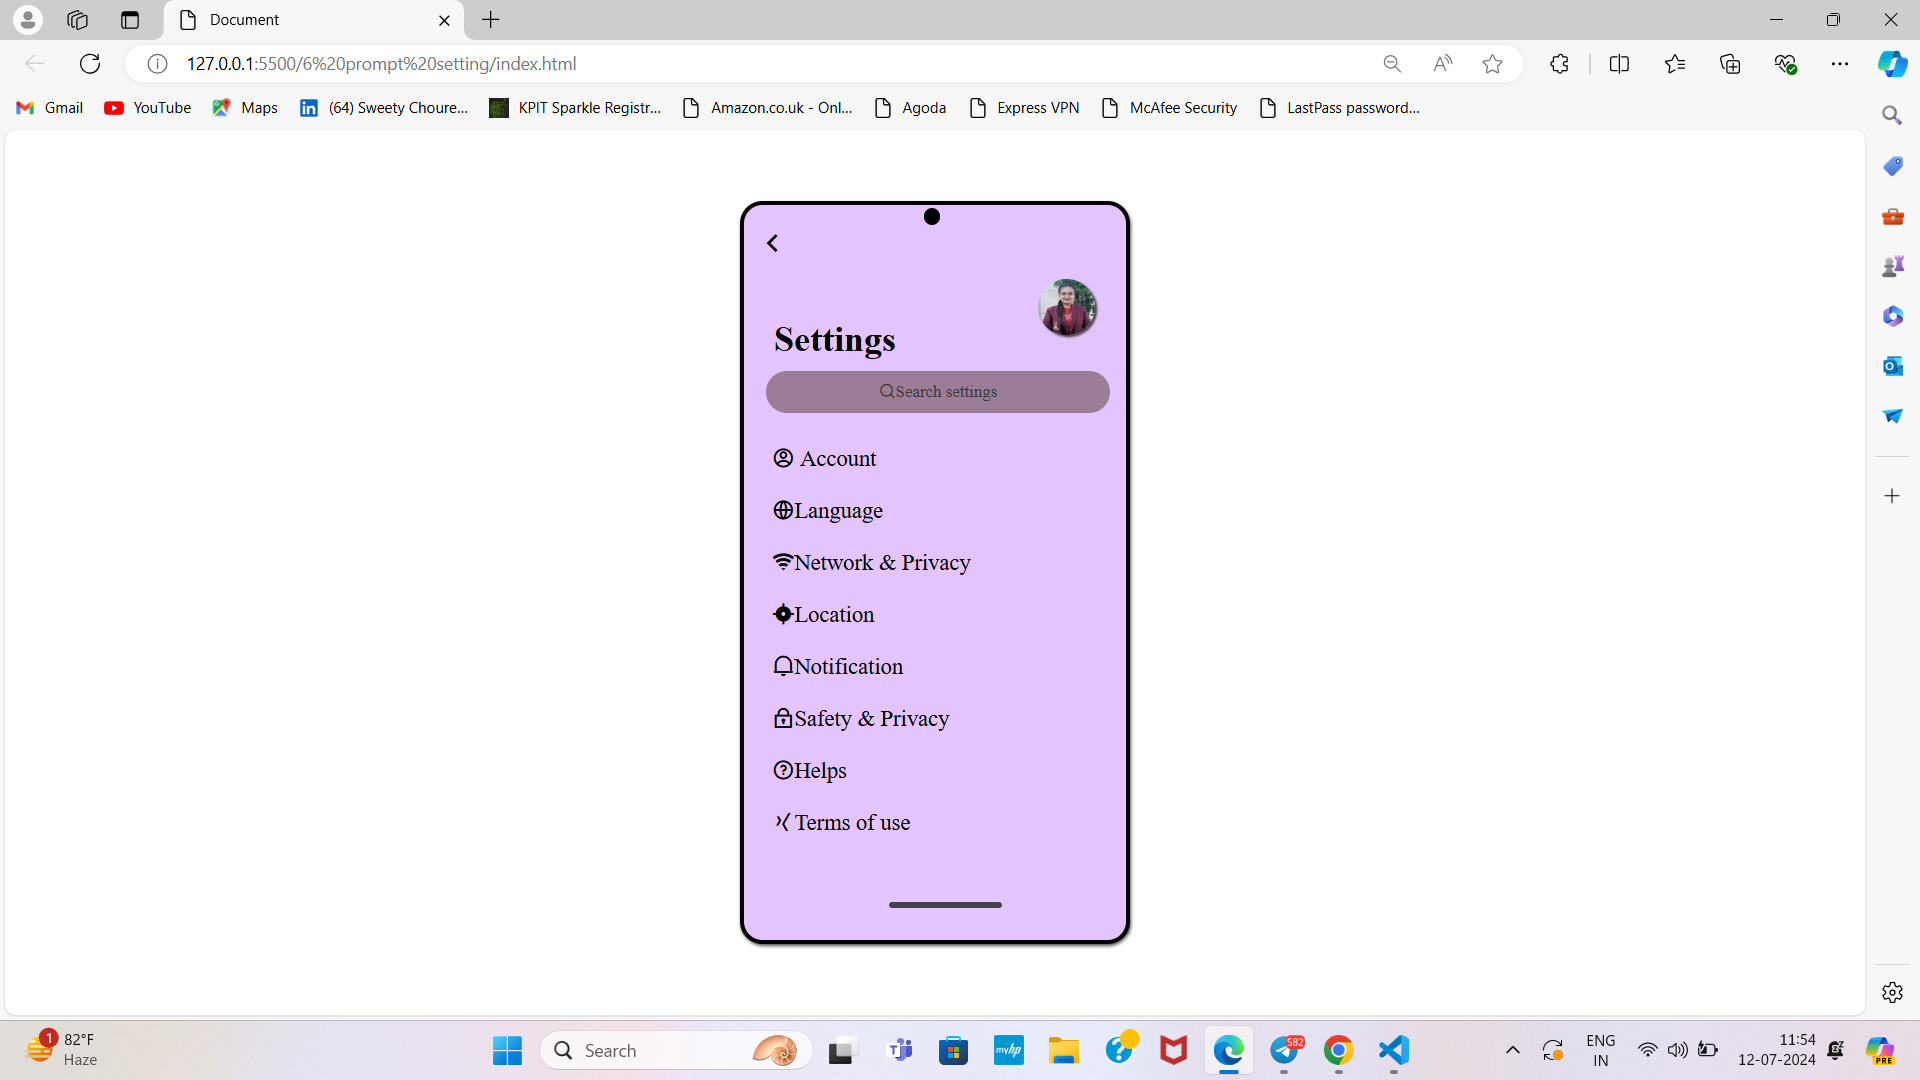 Document
127.0.0.1:5500/6%20prompt%20setting/index.html
Gmail YouTube Maps (64) Sweety Choure... KPIT Sparkle Registr... Amazon.co.uk - Onl... Agoda Express VPN McAfee Security LastPass password...
Settings
Search settings
Account
Language
Network & Privacy
Location
Notification
Safety & Privacy
Helps
Terms of use
1 82°F
Haze
Search
myhp
582
ENG
IN
11:54
12-07-2024
PRE